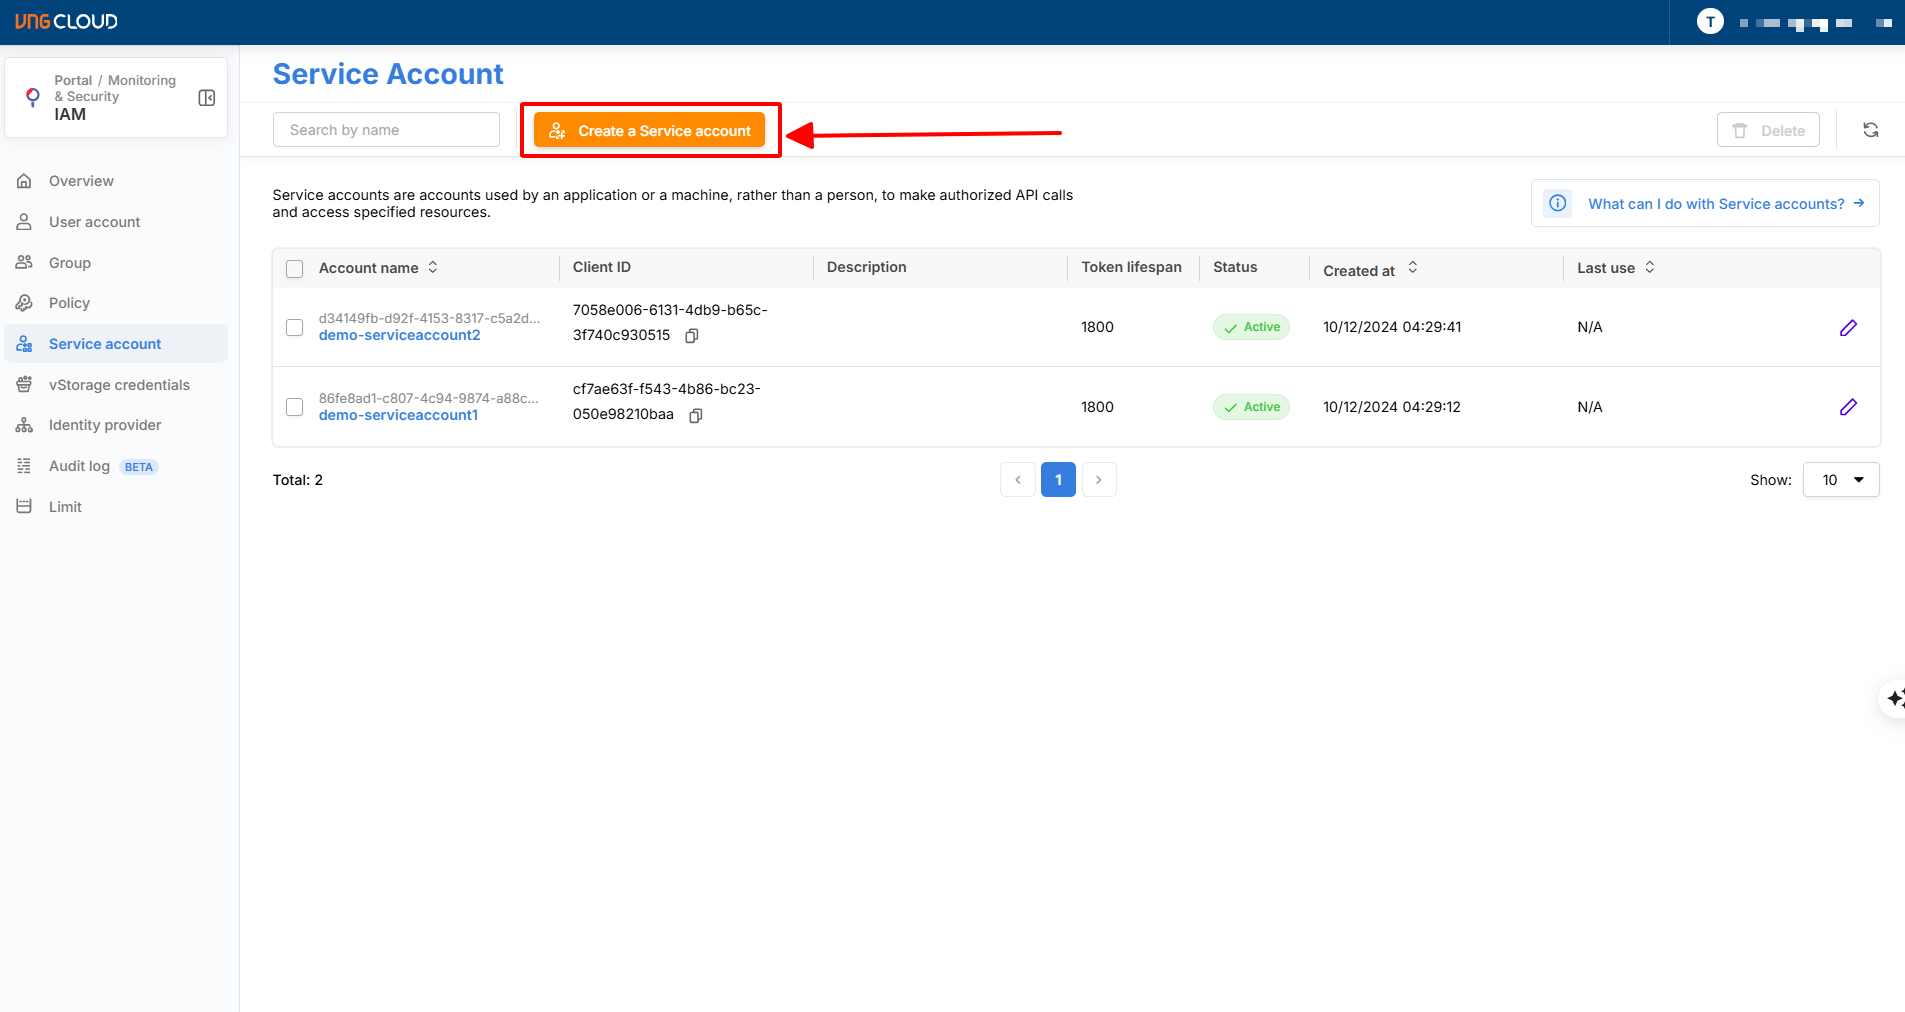 VNG CLOUD
T
Portal / Monitoring
& Security
IAM
Overview
User account
Group
Policy
Service account
vStorage credentials
Identity provider
Audit log BETA
Limit
Service Account
Search by name
Create a Service account
Delete
Service accounts are accounts used by an application or a machine, rather than a person, to make authorized API calls
and access specified resources.
What can I do with Service accounts?
Account name Client ID Description Token lifespan Status Created at Last use
d34149fb-d92f-4153-8317-c5a2d...
demo-serviceaccount2
7058e006-6131-4db9-b65c-
3f740c930515
1800
Active
10/12/2024 04:29:41
N/A
86fe8ad1-c807-4c94-9874-a88c...
demo-serviceaccount1
cf7ae63f-f543-4b86-bc23-
050e98210baa
1800
Active
10/12/2024 04:29:12
N/A
Total: 2
1
Show: 10